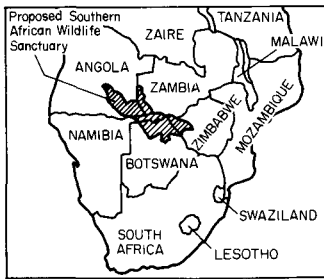 Proposed Southern
African Wildlife
Sanctuary
TANZANIA
ZAIRE
MALAWI
ANGOLA
ZAMBIA
MOZAMBIQUE
ZIMBABWE
NAMIBIA
BOTSWANA
SWAZILAND
SOUTH
AFRICA
LESOTHO